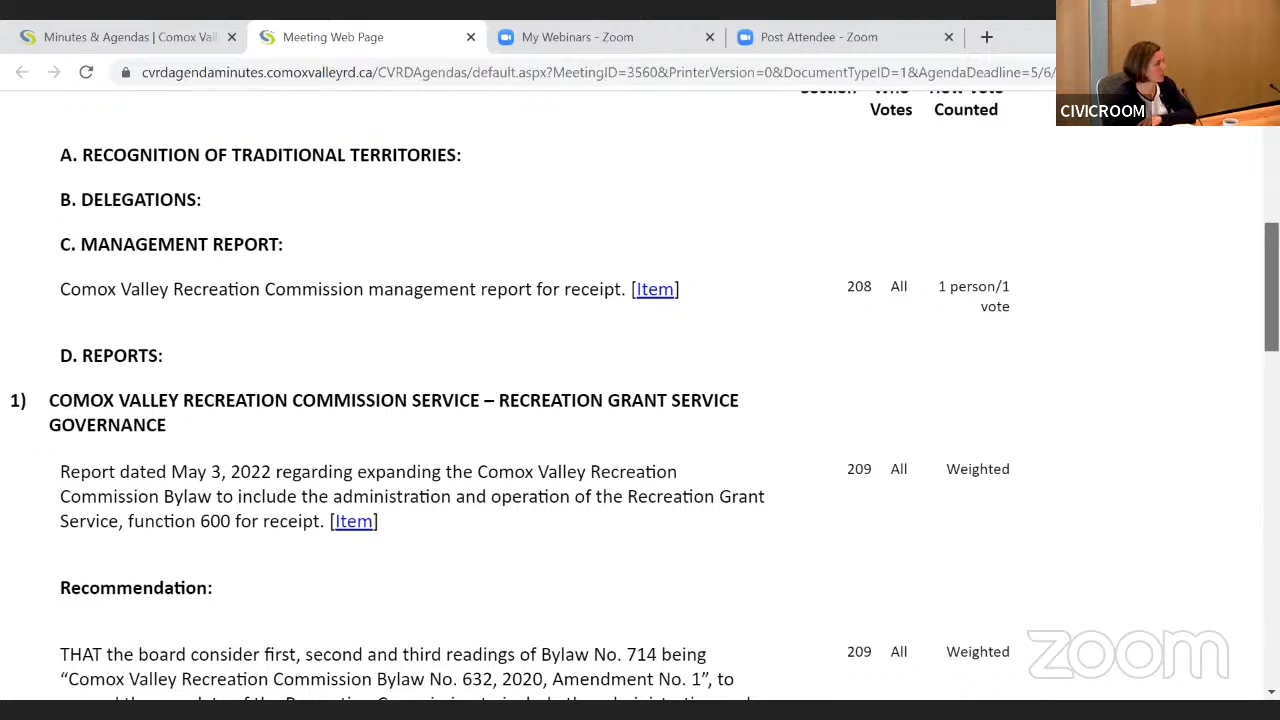 Minutes & Agendas | Comox Vall
Meeting Web Page
My Webinars - Zoom
Post Attendee - Zoom
cvrdagendaminutes.comoxvalleyrd.ca/CVRDAgendas/default.aspx?MeetingID=3560&PrinterVersion=0&DocumentTypeID=1&AgendaDeadline=5/6/
CIVICROOM
Section Who How Vote
Votes Counted
A. RECOGNITION OF TRADITIONAL TERRITORIES:
B. DELEGATIONS:
C. MANAGEMENT REPORT:
Comox Valley Recreation Commission management report for receipt. [Item] 208 All 1 person/1
vote
D. REPORTS:
1) COMOX VALLEY RECREATION COMMISSION SERVICE – RECREATION GRANT SERVICE
GOVERNANCE
Report dated May 3, 2022 regarding expanding the Comox Valley Recreation 209 All Weighted
Commission Bylaw to include the administration and operation of the Recreation Grant
Service, function 600 for receipt. [Item]
Recommendation:
THAT the board consider first, second and third readings of Bylaw No. 714 being 209 All Weighted
“Comox Valley Recreation Commission Bylaw No. 632, 2020, Amendment No. 1”, to
zoom